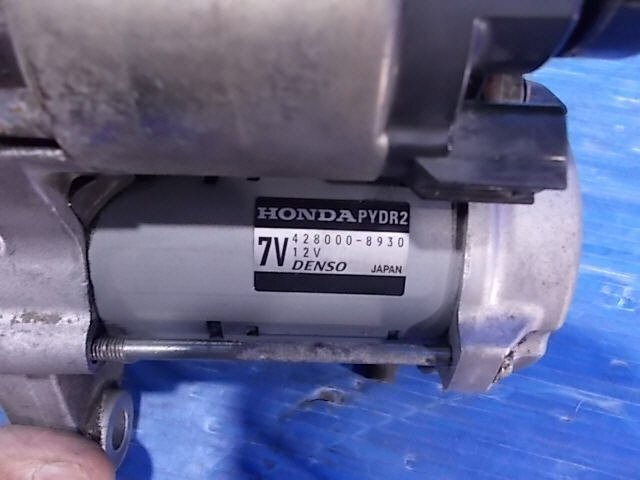 HONDA PYDR2
7V 428000-8930
12V
DENSO JAPAN